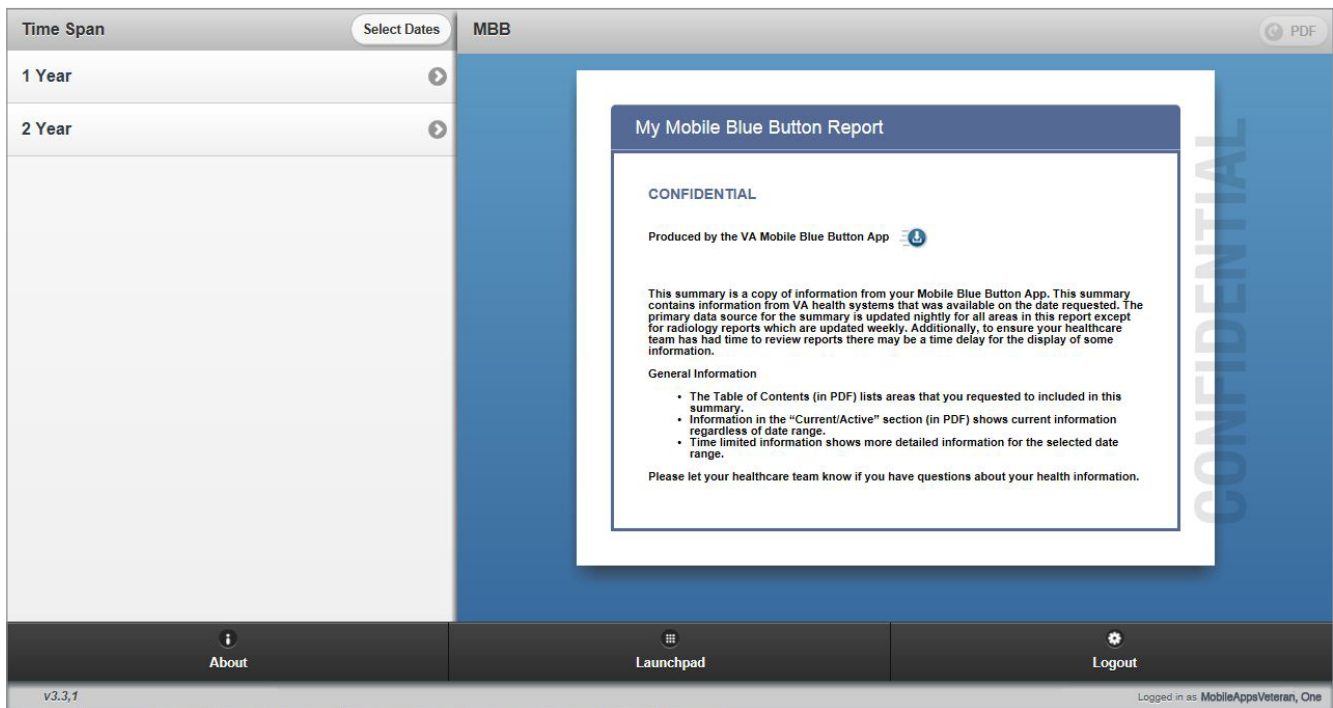 Time Span
Select Dates
MBB
PDF
1 Year
2 Year
My Mobile Blue Button Report
CONFIDENTIAL
Produced by the VA Mobile Blue Button App
This summary is a copy of information from your Mobile Blue Button App. This summary
contains information from VA health systems that was available on the date requested. The
primary data source for the summary is updated nightly for all areas in this report except
for radiology reports which are updated weekly. Additionally, to ensure your healthcare
team has had time to review reports there may be a time delay for the display of some
information.
General Information
• The Table of Contents (in PDF) lists areas that you requested to included in this
summary.
• Information in the “Current/Active” section (in PDF) shows current information
regardless of date range.
• Time limited information shows more detailed information for the selected date
range.
Please let your healthcare team know if you have questions about your health information.
CONFIDENTIAL
About
Launchpad
Logout
v3.3,1
Logged in as MobileAppsVeteran, One